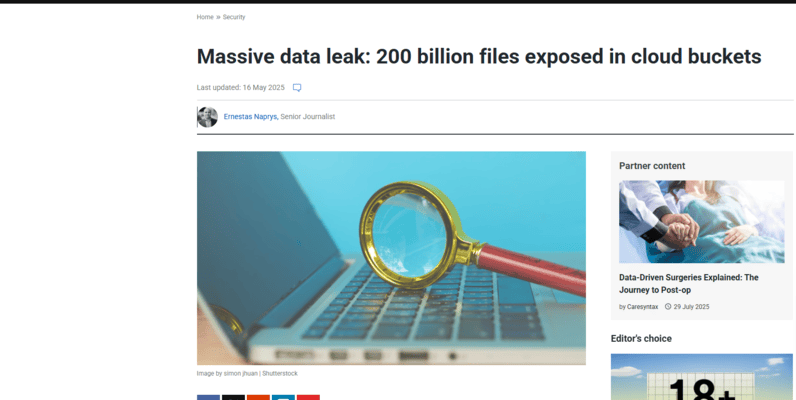 Home » Security
Massive data leak: 200 billion files exposed in cloud buckets
Last updated: 16 May 2025
Ernestas Naprys, Senior Journalist
Image by simon jhuan | Shutterstock
Partner content
Data-Driven Surgeries Explained: The
Journey to Post-op
by Caresyntax 29 July 2025
Editor's choice
18+